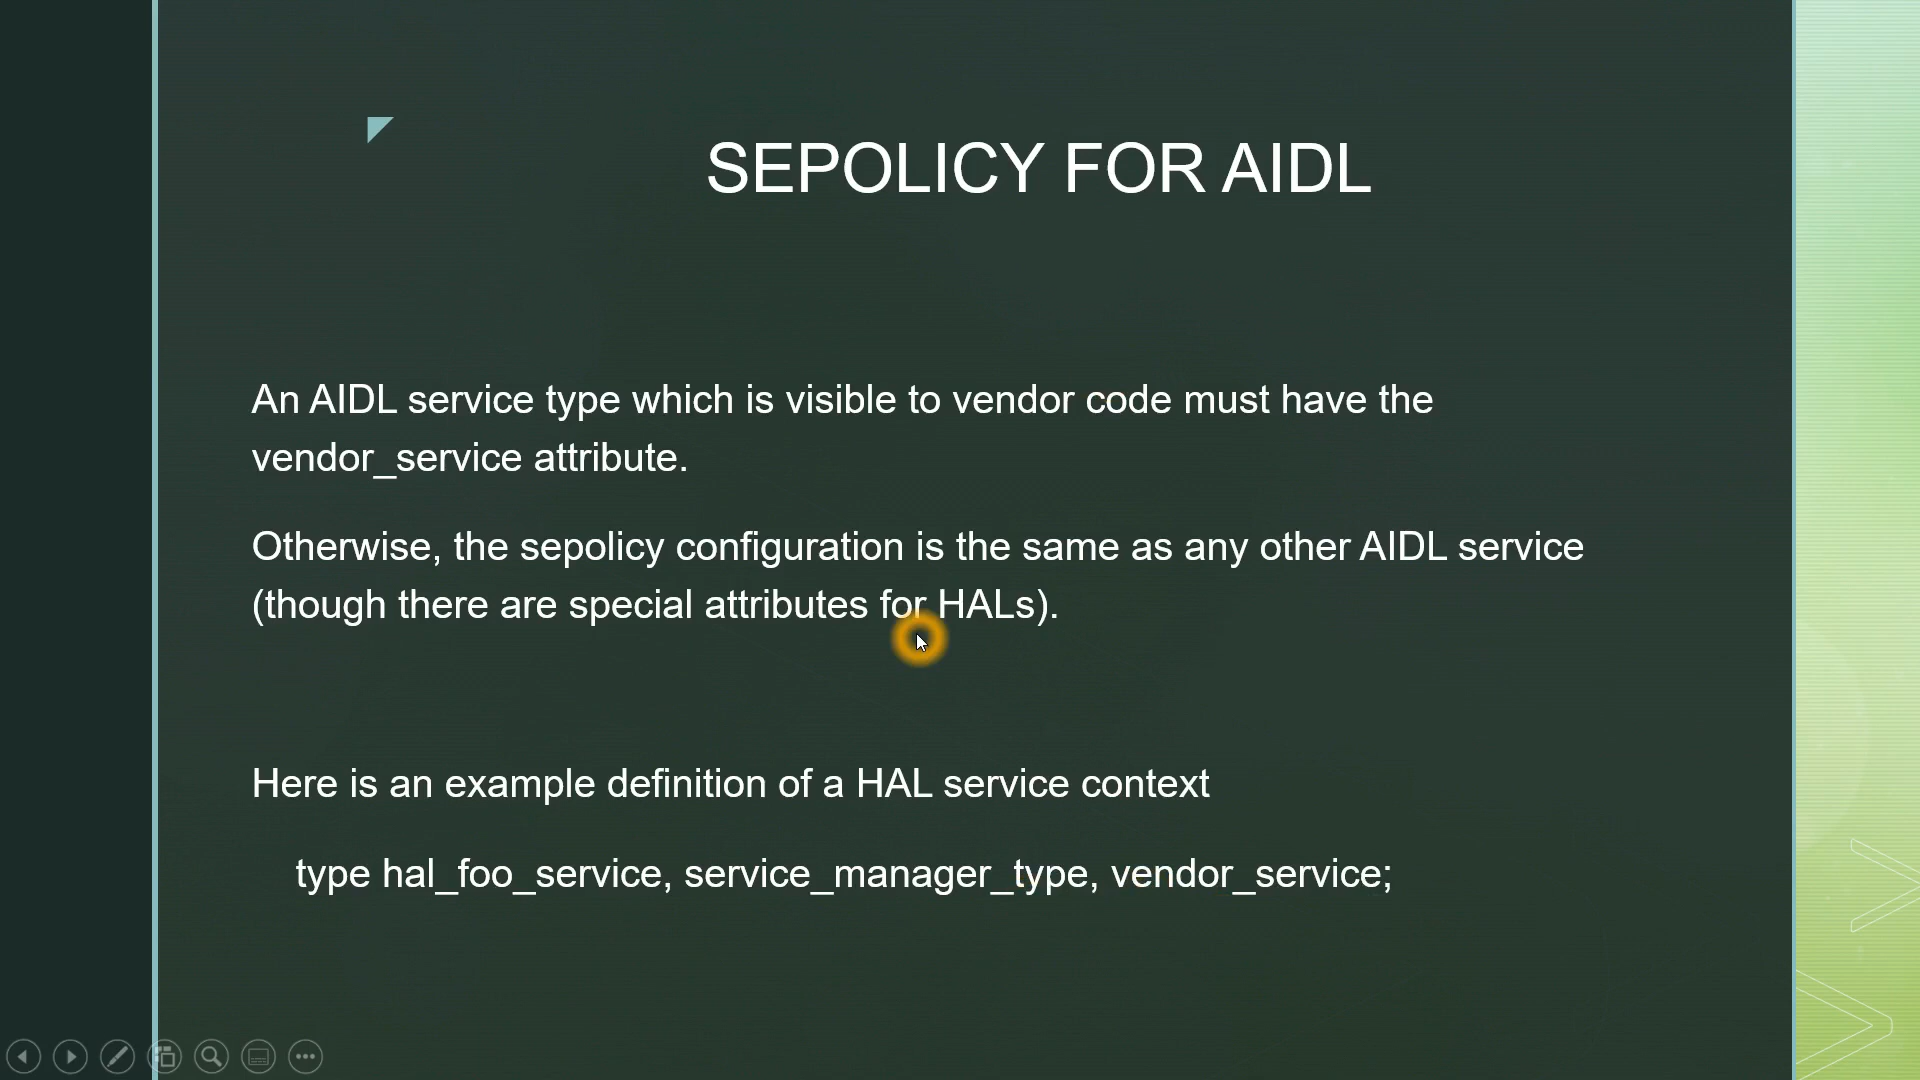 SEPOLICY FOR AIDL
An AIDL service type which is visible to vendor code must have the
vendor_service attribute.
Otherwise, the sepolicy configuration is the same as any other AIDL service
(though there are special attributes for HALs).
Here is an example definition of a HAL service context
type hal_foo_service, service_manager_type, vendor_service;